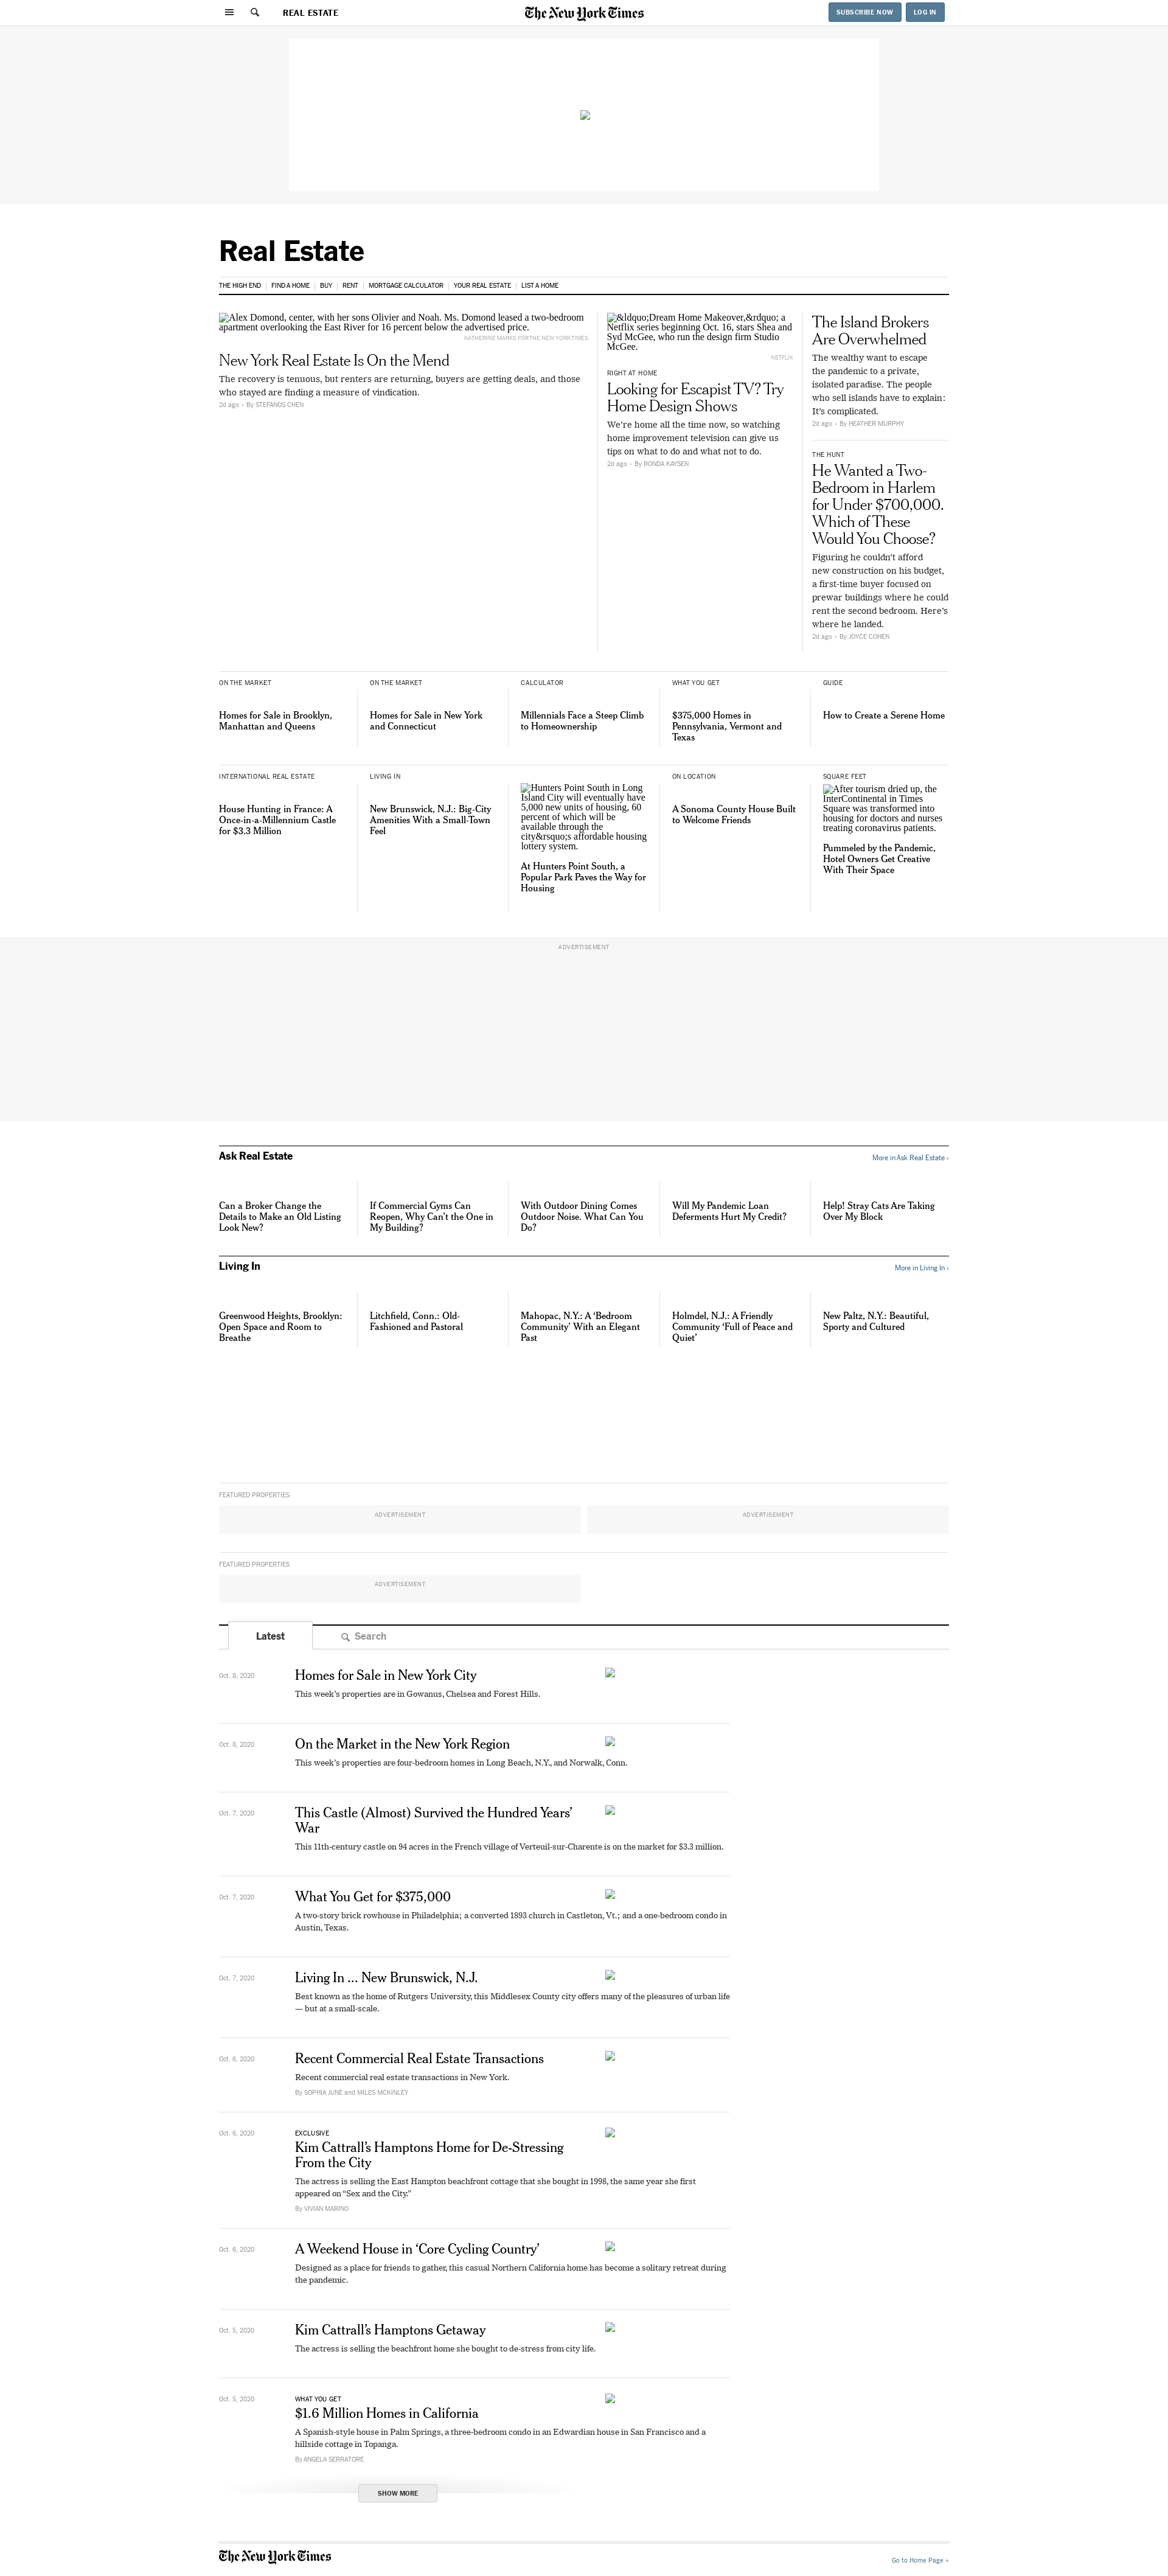 REAL ESTATE
The New York Times
SUBSCRIBE NOW
LOG IN
Real Estate
THE HIGH END
FIND A HOME
BUY
RENT
MORTGAGE CALCULATOR
YOUR REAL ESTATE
LIST A HOME
Alex Domond, center, with her sons Olivier and Noah. Ms. Domond leased a two-bedroom
apartment overlooking the East River for 16 percent below the advertised price.
KATHERINE MARKS FOR THE NEW YORK TIMES
New York Real Estate Is On the Mend
The recovery is tenuous, but renters are returning, buyers are getting deals, and those
who stayed are finding a measure of vindication.
2d ago - By STEFANOS CHEN
&ldquo;Dream Home Makeover,&rdquo; a
Netflix series beginning Oct. 16, stars Shea and
Syd McGee, who run the design firm Studio
McGee.
NETFLIX
RIGHT AT HOME
Looking for Escapist TV? Try
Home Design Shows
We're home all the time now, so watching
home improvement television can give us
tips on what to do and what not to do.
2d ago - By RONDA KAYSEN
The Island Brokers
Are Overwhelmed
The wealthy want to escape
the pandemic to a private,
isolated paradise. The people
who sell islands have to explain:
It's complicated.
2d ago - By HEATHER MURPHY
THE HUNT
He Wanted a Two-
Bedroom in Harlem
for Under $700,000.
Which of These
Would You Choose?
Figuring he couldn't afford
new construction on his budget,
a first-time buyer focused on
prewar buildings where he could
rent the second bedroom. Here's
where he landed.
2d ago - By JOYCE COHEN
ON THE MARKET
Homes for Sale in Brooklyn,
Manhattan and Queens
ON THE MARKET
Homes for Sale in New York
and Connecticut
CALCULATOR
Millennials Face a Steep Climb
to Homeownership
WHAT YOU GET
$375,000 Homes in
Pennsylvania, Vermont and
Texas
GUIDE
How to Create a Serene Home
INTERNATIONAL REAL ESTATE
House Hunting in France: A
Once-in-a-Millennium Castle
for $3.3 Million
LIVING IN
New Brunswick, N.J.: Big-City
Amenities With a Small-Town
Feel
Hunters Point South in Long
Island City will eventually have
5,000 new units of housing, 60
percent of which will be
available through the
city&rsquo;s affordable housing
lottery system.
At Hunters Point South, a
Popular Park Paves the Way for
Housing
ON LOCATION
A Sonoma County House Built
to Welcome Friends
SQUARE FEET
After tourism dried up, the
InterContinental in Times
Square was transformed into
housing for doctors and nurses
treating coronavirus patients.
Pummeled by the Pandemic,
Hotel Owners Get Creative
With Their Space
ADVERTISEMENT
Ask Real Estate
More in Ask Real Estate ›
Can a Broker Change the
Details to Make an Old Listing
Look New?
If Commercial Gyms Can
Reopen, Why Can't the One in
My Building?
With Outdoor Dining Comes
Outdoor Noise. What Can You
Do?
Will My Pandemic Loan
Deferments Hurt My Credit?
Help! Stray Cats Are Taking
Over My Block
Living In
More in Living In ›
Greenwood Heights, Brooklyn:
Open Space and Room to
Breathe
Litchfield, Conn.: Old-
Fashioned and Pastoral
Mahopac, N.Y.: A ‘Bedroom
Community’ With an Elegant
Past
Holmdel, N.J.: A Friendly
Community ‘Full of Peace and
Quiet’
New Paltz, N.Y.: Beautiful,
Sporty and Cultured
FEATURED PROPERTIES
ADVERTISEMENT
ADVERTISEMENT
FEATURED PROPERTIES
ADVERTISEMENT
Latest
Search
Oct. 8, 2020
Homes for Sale in New York City
This week's properties are in Gowanus, Chelsea and Forest Hills.
Oct. 8, 2020
On the Market in the New York Region
This week's properties are four-bedroom homes in Long Beach, N.Y., and Norwalk, Conn.
Oct. 7, 2020
This Castle (Almost) Survived the Hundred Years’
War
This 11th-century castle on 94 acres in the French village of Verteuil-sur-Charente is on the market for $3.3 million.
Oct. 7, 2020
What You Get for $375,000
A two-story brick rowhouse in Philadelphia; a converted 1893 church in Castleton, Vt.; and a one-bedroom condo in
Austin, Texas.
Oct. 7, 2020
Living In ... New Brunswick, N.J.
Best known as the home of Rutgers University, this Middlesex County city offers many of the pleasures of urban life
— but at a small-scale.
Oct. 6, 2020
Recent Commercial Real Estate Transactions
Recent commercial real estate transactions in New York.
By SOPHIA JUNE and MILES MCKINLEY
Oct. 6, 2020
EXCLUSIVE
Kim Cattrall’s Hamptons Home for De-Stressing
From the City
The actress is selling the East Hampton beachfront cottage that she bought in 1998, the same year she first
appeared on “Sex and the City.”
By VIVIAN MARINO
Oct. 6, 2020
A Weekend House in ‘Core Cycling Country’
Designed as a place for friends to gather, this casual Northern California home has become a solitary retreat during
the pandemic.
Oct. 5, 2020
Kim Cattrall’s Hamptons Getaway
The actress is selling the beachfront home she bought to de-stress from city life.
Oct. 5, 2020
WHAT YOU GET
$1.6 Million Homes in California
A Spanish-style house in Palm Springs, a three-bedroom condo in an Edwardian house in San Francisco and a
hillside cottage in Topanga.
By ANGELA SERRATORE
SHOW MORE
The New York Times
Go to Home Page »